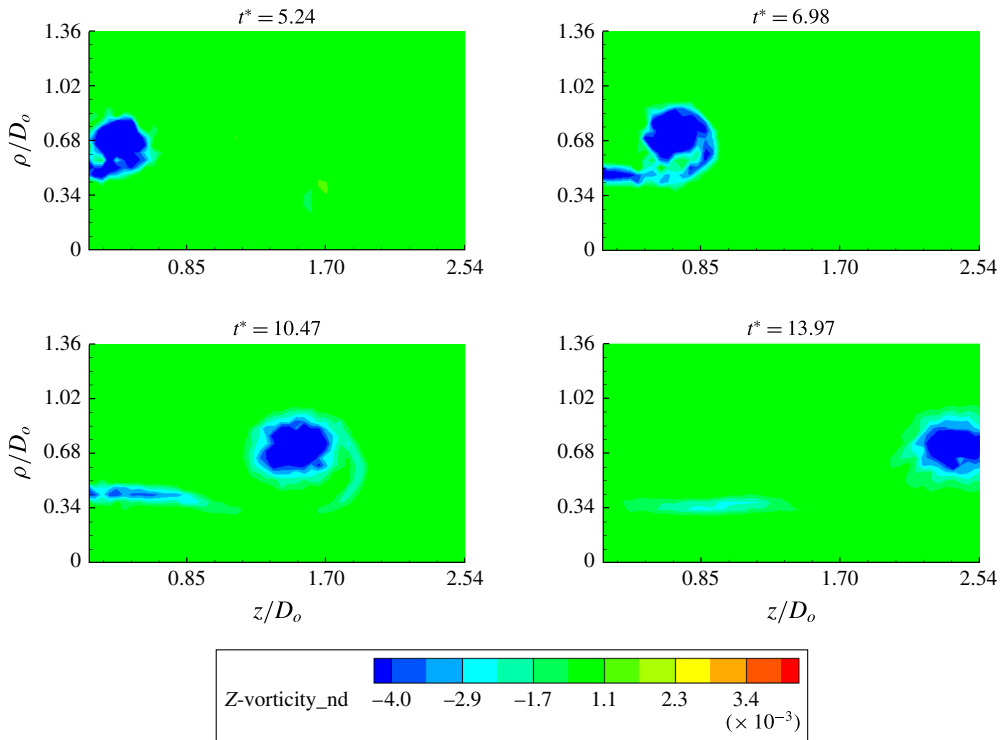 t* = 5.24
t* = 6.98
1.36
1.02
0.68
0.34
0
ρ/Dₒ
0.85 1.70 2.54
1.36
1.02
0.68
0.34
0
0.85 1.70 2.54
t* = 10.47
t* = 13.97
1.36
1.02
0.68
0.34
0
ρ/Dₒ
0.85 1.70 2.54
z/Dₒ
1.36
1.02
0.68
0.34
0
0.85 1.70 2.54
z/Dₒ
Z-vorticity_nd
−4.0 −2.9 −1.7 1.1 2.3 3.4
(× 10⁻³)